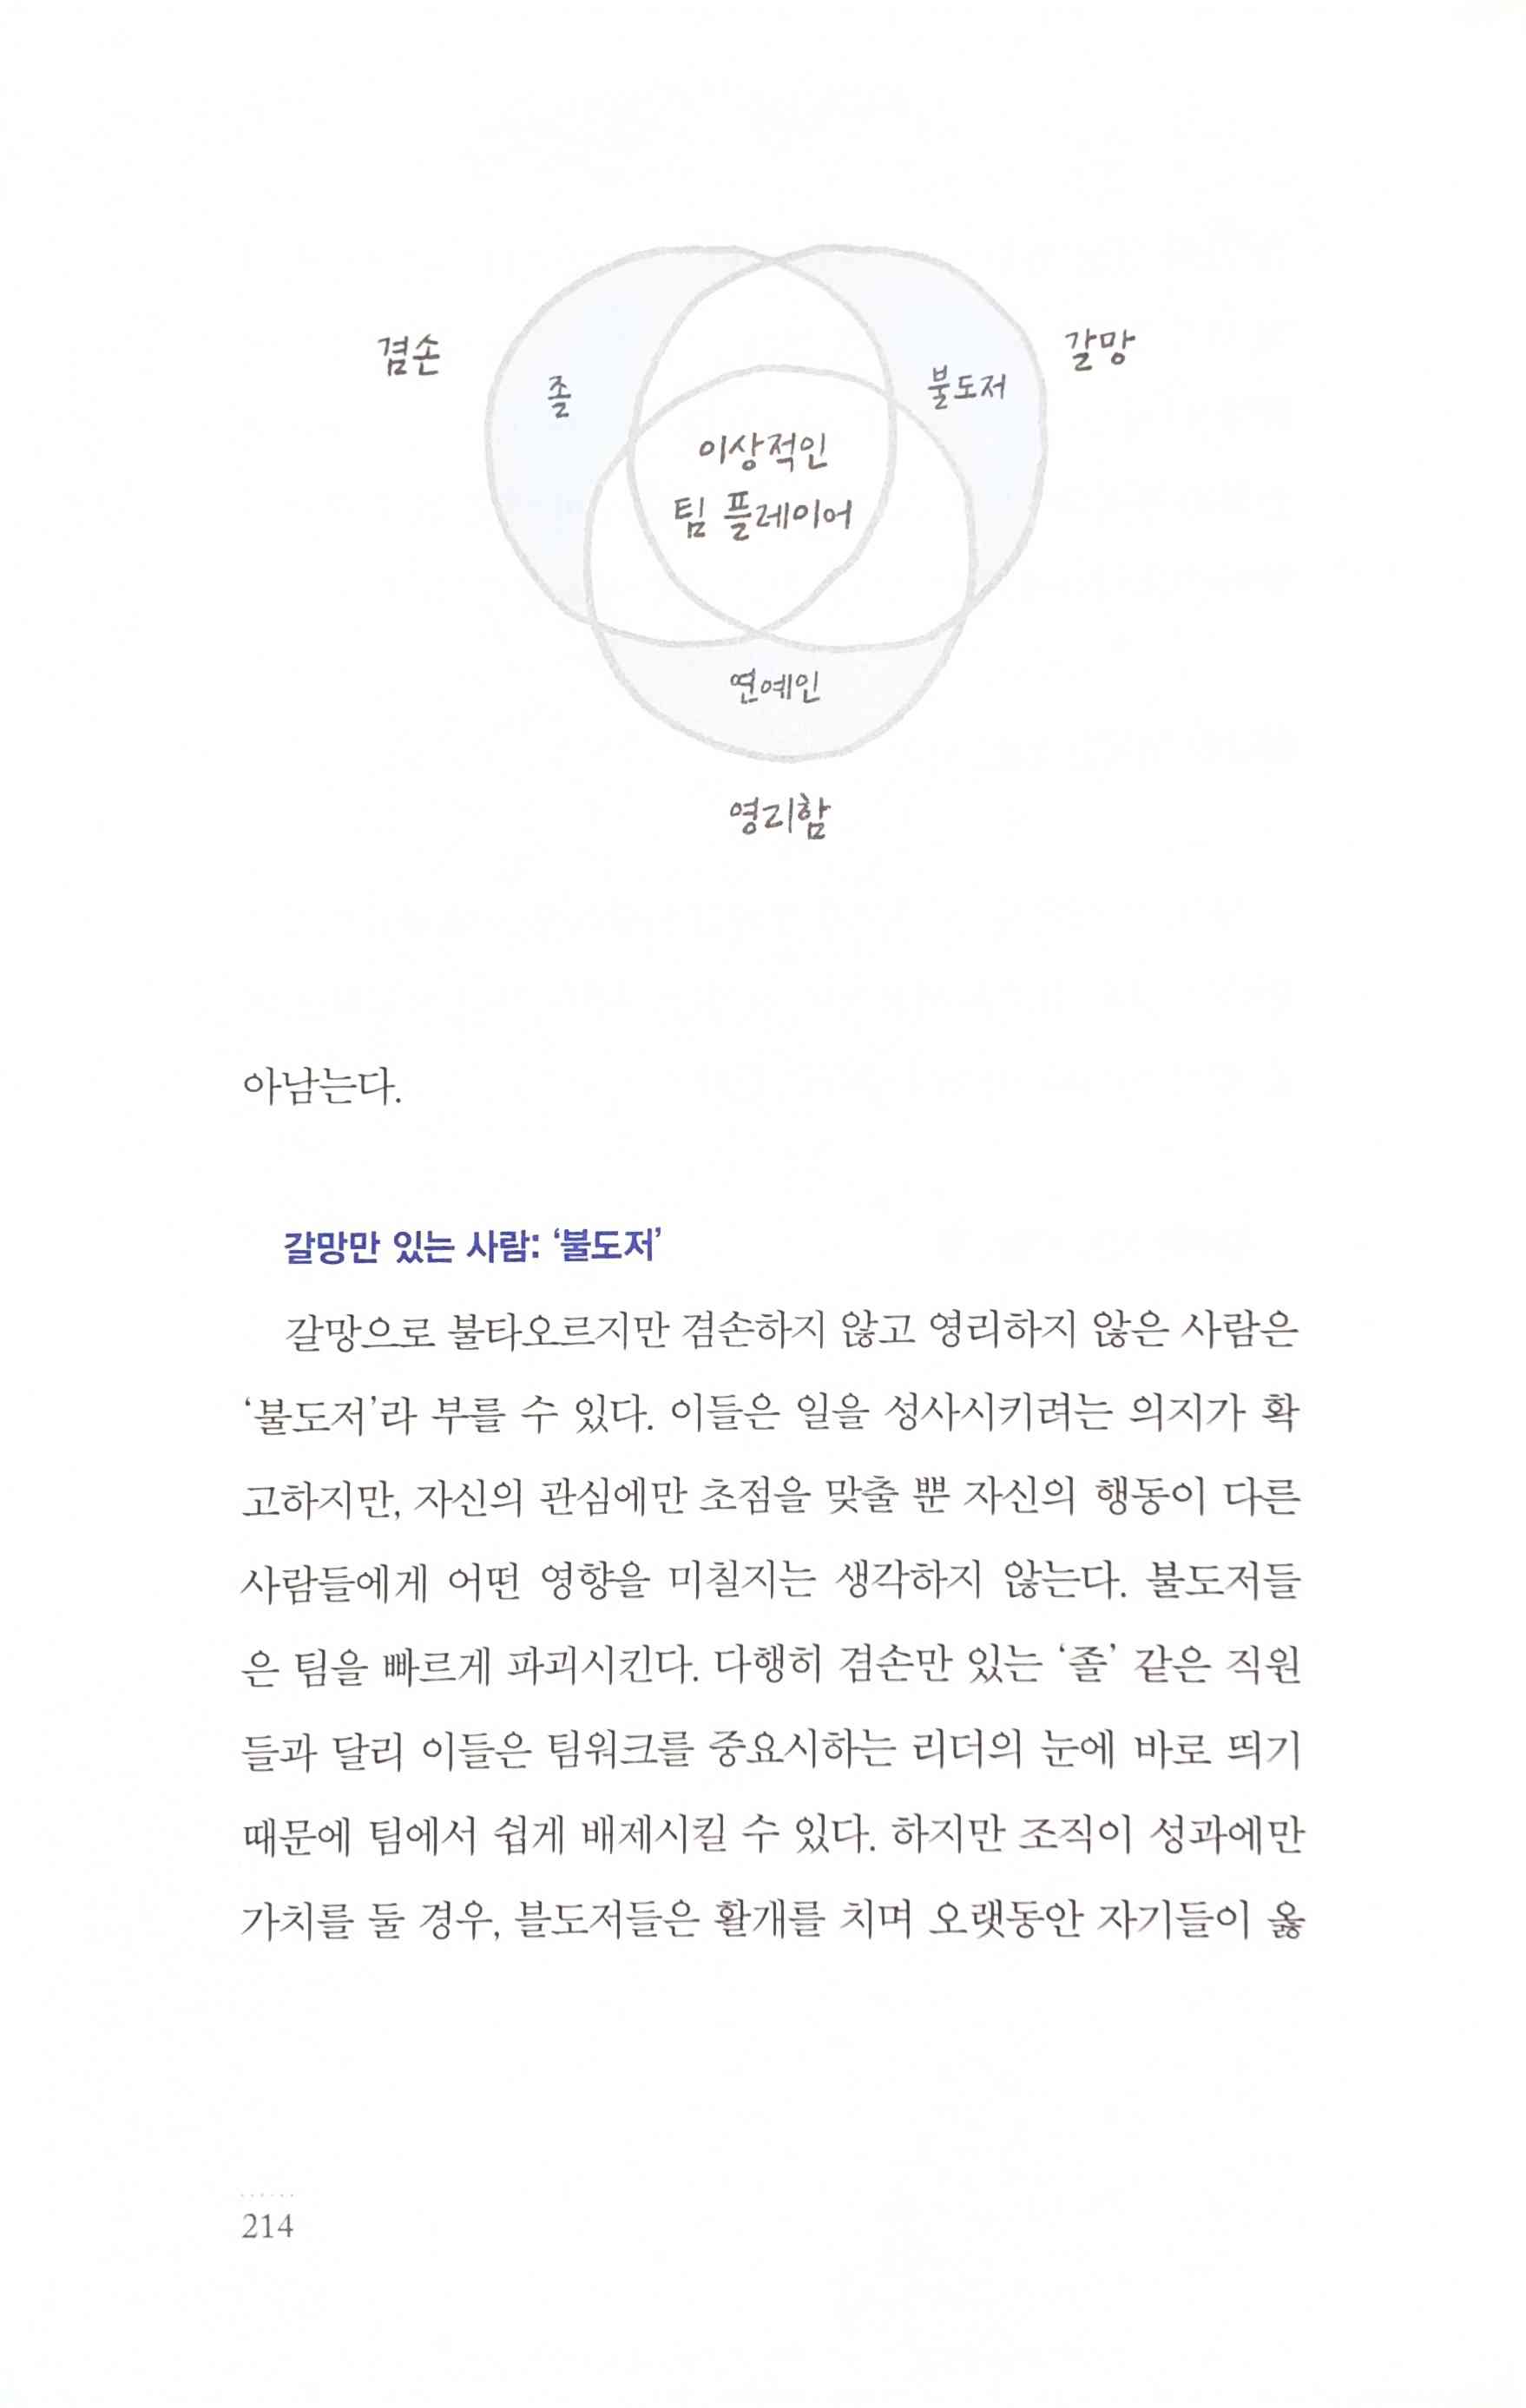 겸손
갈망
졸
불도저
이상적인
팀 플레이어
연예인
영리함
아남는다.
갈망만 있는 사람: ‘불도저’
갈망으로 불타오르지만 겸손하지 않고 영리하지 않은 사람은
‘불도저’라 부를 수 있다. 이들은 일을 성사시키려는 의지가 확
고하지만, 자신의 관심에만 초점을 맞출 뿐 자신의 행동이 다른
사람들에게 어떤 영향을 미칠지는 생각하지 않는다. 불도저들
은 팀을 빠르게 파괴시킨다. 다행히 겸손만 있는 ‘졸’ 같은 직원
들과 달리 이들은 팀워크를 중요시하는 리더의 눈에 바로 띄기
때문에 팀에서 쉽게 배제시킬 수 있다. 하지만 조직이 성과에만
가치를 둘 경우, 블도저들은 활개를 치며 오랫동안 자기들이 옳
214